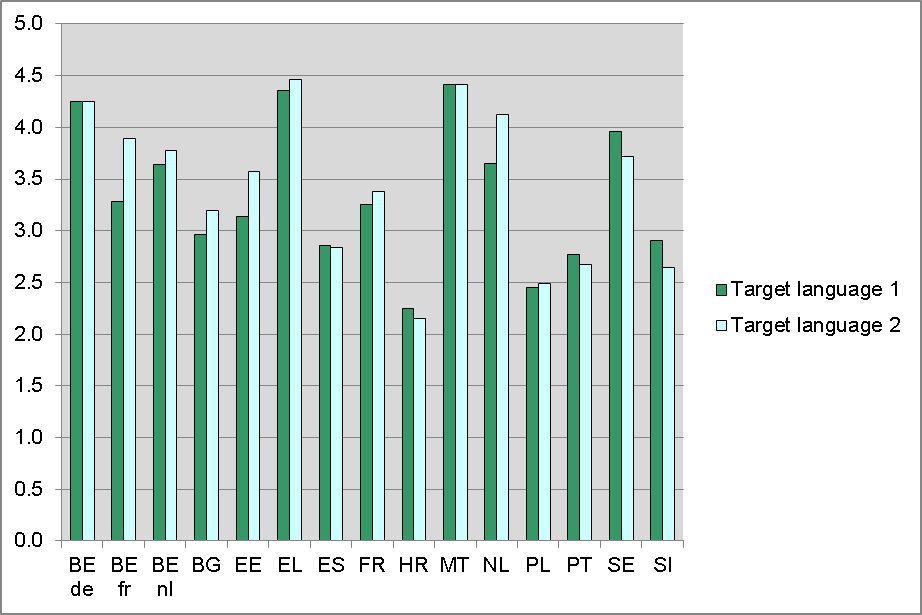 5.0
4.5
4.0
3.5
3.0
2.5
2.0
1.5
1.0
0.5
0.0
BE de
BE fr
BE nl
BG
EE
EL
ES
FR
HR
MT
NL
PL
PT
SE
SI
Target language 1
Target language 2